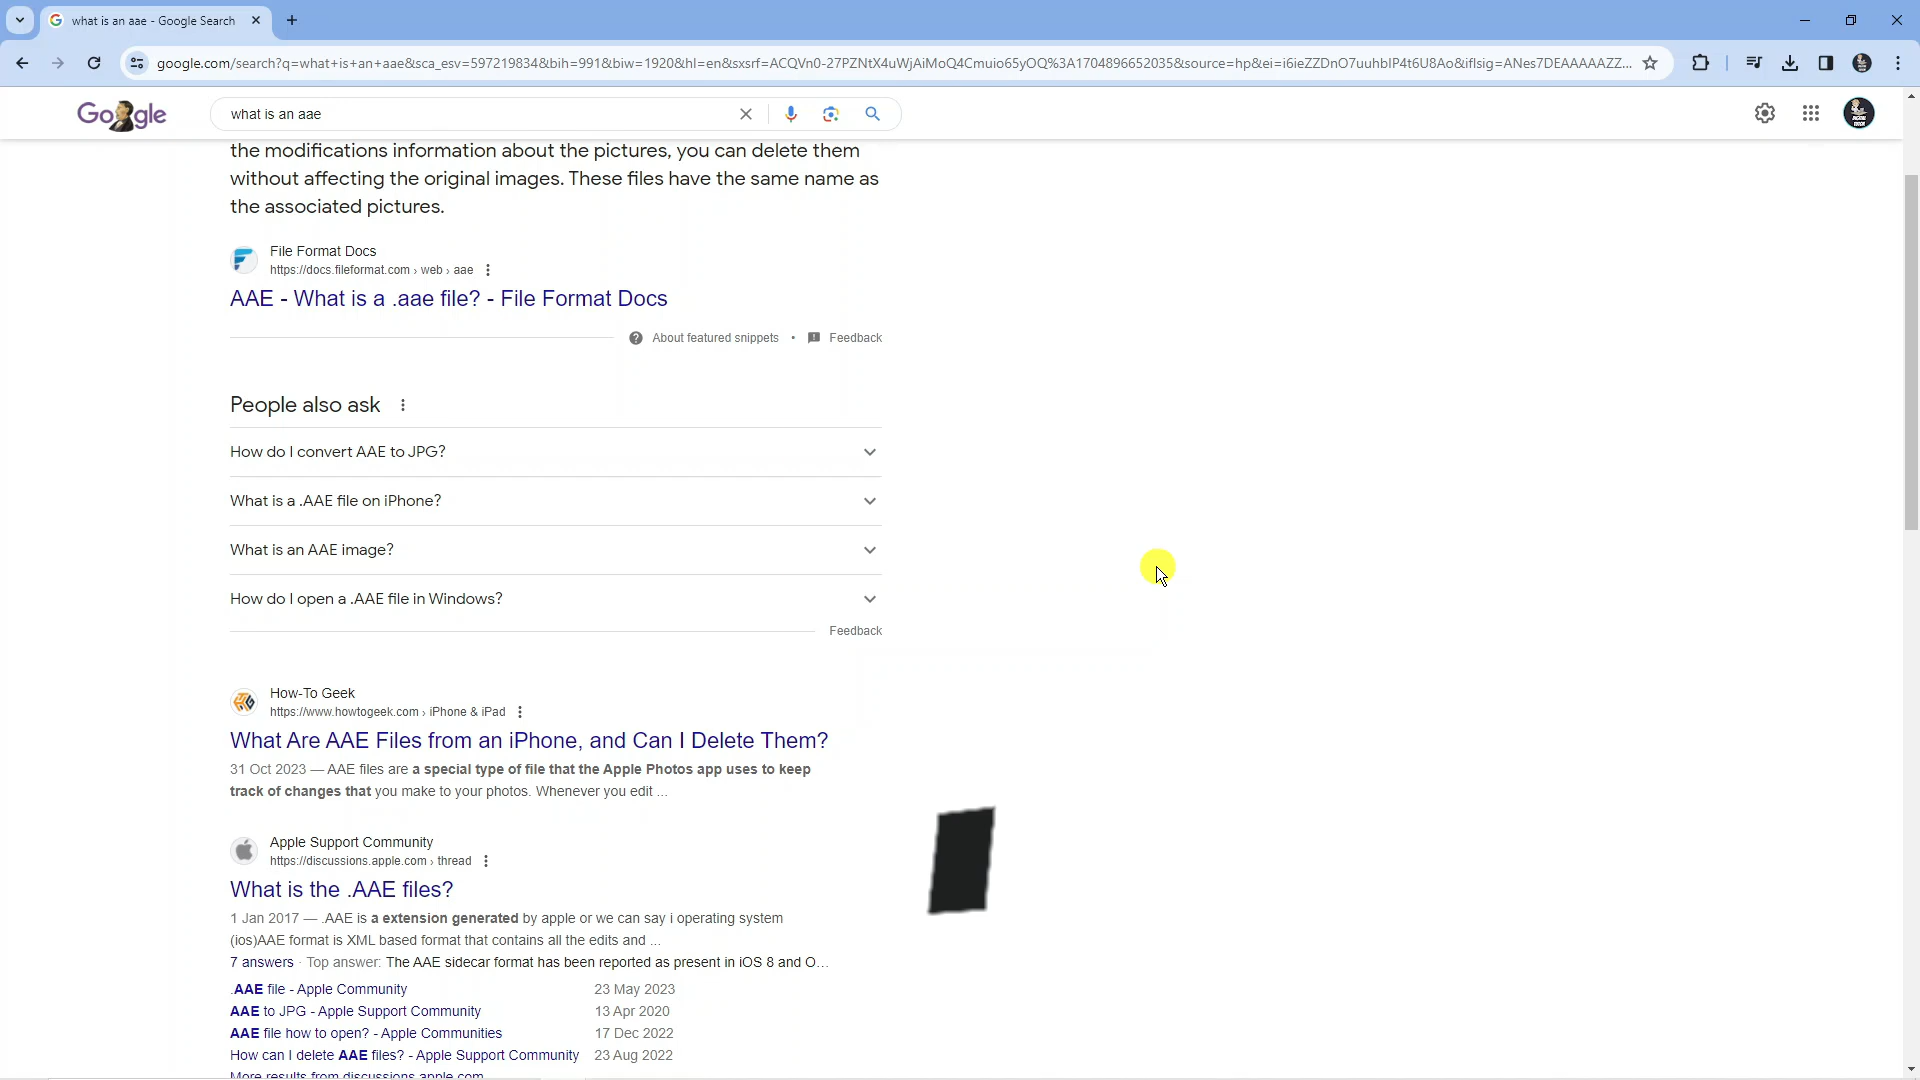 what is an aae - Google Search
google.com/search?q=what+is+an+aae&sca_esv=597219834&bih=991&biw=1920&hl=en&sxsrf=ACQVn0-27PZNtX4uWjAiMoQ4Cmuio65yOQ%3A1704896652035&source=hp&ei=i6ieZZDnO7uuhbIP4t6U8Ao&iflsig=ANes7DEAAAAAZZ...
Google
what is an aae
the modifications information about the pictures, you can delete them
without affecting the original images. These files have the same name as
the associated pictures.
File Format Docs
https://docs.fileformat.com › web › aae
AAE - What is a .aae file? - File Format Docs
About featured snippets • Feedback
People also ask
How do I convert AAE to JPG?
What is a .AAE file on iPhone?
What is an AAE image?
How do I open a .AAE file in Windows?
Feedback
How-To Geek
https://www.howtogeek.com › iPhone & iPad
What Are AAE Files from an iPhone, and Can I Delete Them?
31 Oct 2023 — AAE files are a special type of file that the Apple Photos app uses to keep
track of changes that you make to your photos. Whenever you edit ...
Apple Support Community
https://discussions.apple.com › thread
What is the .AAE files?
1 Jan 2017 — .AAE is a extension generated by apple or we can say i operating system
(ios)AAE format is XML based format that contains all the edits and ...
7 answers · Top answer: The AAE sidecar format has been reported as present in iOS 8 and O...
.AAE file - Apple Community 23 May 2023
AAE to JPG - Apple Support Community 13 Apr 2020
AAE file how to open? - Apple Communities 17 Dec 2022
How can I delete AAE files? - Apple Support Community 23 Aug 2022
More results from discussions.apple.com